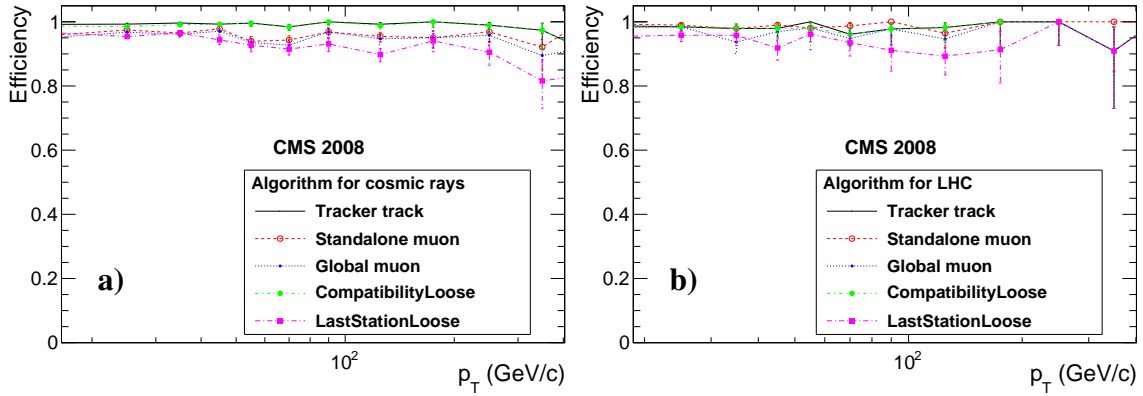 Efficiency
1
0.8
0.6
0.4
0.2
0
CMS 2008
Algorithm for cosmic rays
Tracker track
Standalone muon
Global muon
CompatibilityLoose
LastStationLoose
a)
10²
p_T (GeV/c)
Efficiency
1
0.8
0.6
0.4
0.2
0
CMS 2008
Algorithm for LHC
Tracker track
Standalone muon
Global muon
CompatibilityLoose
LastStationLoose
b)
10²
p_T (GeV/c)